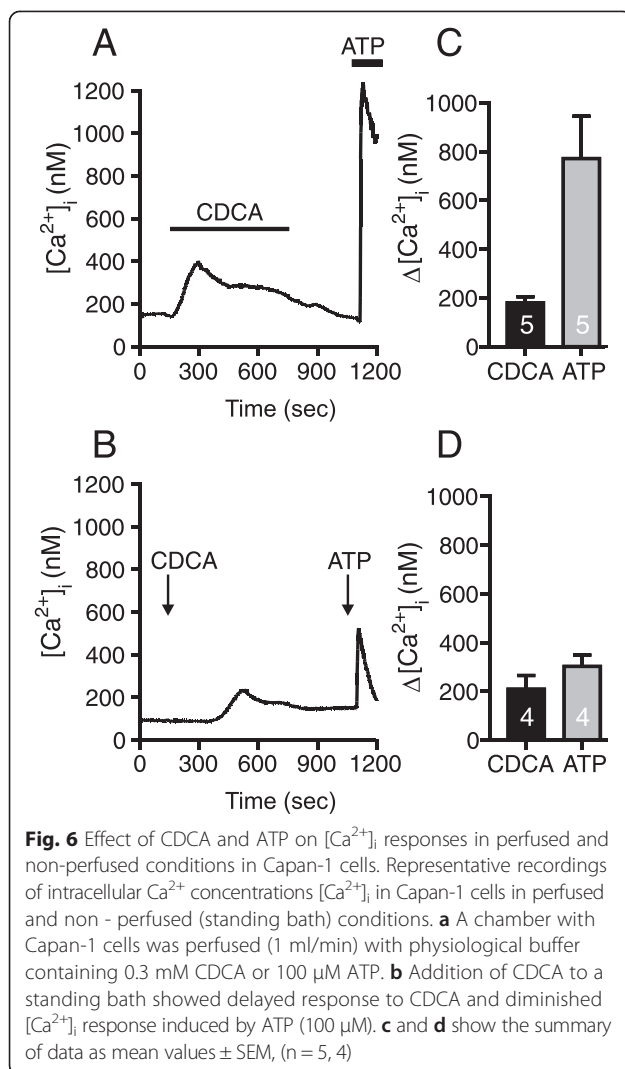 A
ATP
CDCA
[Ca²⁺]ᵢ (nM)
1200
1000
800
600
400
200
0
0 300 600 900 1200
Time (sec)
C
Δ[Ca²⁺]ᵢ (nM)
1000
800
600
400
200
0
5 5
CDCA ATP
B
CDCA ATP
[Ca²⁺]ᵢ (nM)
1200
1000
800
600
400
200
0
0 300 600 900 1200
Time (sec)
D
Δ[Ca²⁺]ᵢ (nM)
1000
800
600
400
200
0
4 4
CDCA ATP
Fig. 6 Effect of CDCA and ATP on [Ca²⁺]ᵢ responses in perfused and
non-perfused conditions in Capan-1 cells. Representative recordings
of intracellular Ca²⁺ concentrations [Ca²⁺]ᵢ in Capan-1 cells in perfused
and non - perfused (standing bath) conditions. a A chamber with
Capan-1 cells was perfused (1 ml/min) with physiological buffer
containing 0.3 mM CDCA or 100 μM ATP. b Addition of CDCA to a
standing bath showed delayed response to CDCA and diminished
[Ca²⁺]ᵢ response induced by ATP (100 μM). c and d show the summary
of data as mean values ± SEM, (n = 5, 4)